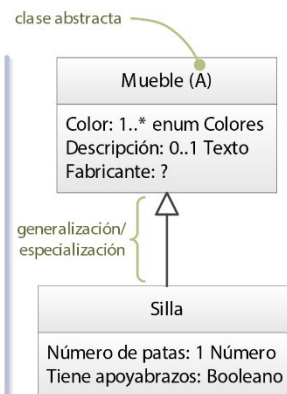 clase abstracta
Mueble (A)
Color: 1..* enum Colores
Descripción: 0..1 Texto
Fabricante: ?
generalización/
especialización
Silla
Número de patas: 1 Número
Tiene apoyabrazos: Booleano